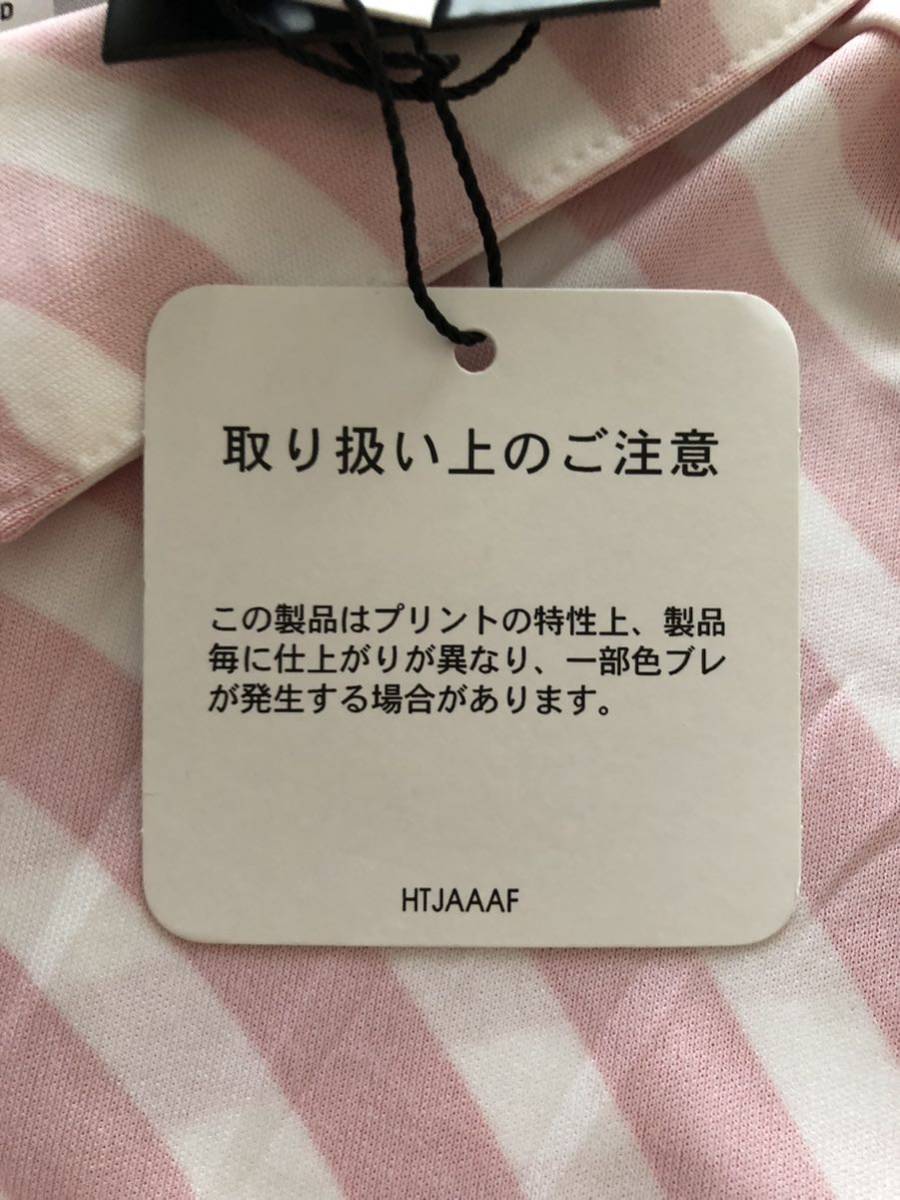 D
取り扱い上のご注意
この製品はプリントの特性上、製品
毎に仕上がりが異なり、一部色ブレ
が発生する場合があります。
HTJAAAF